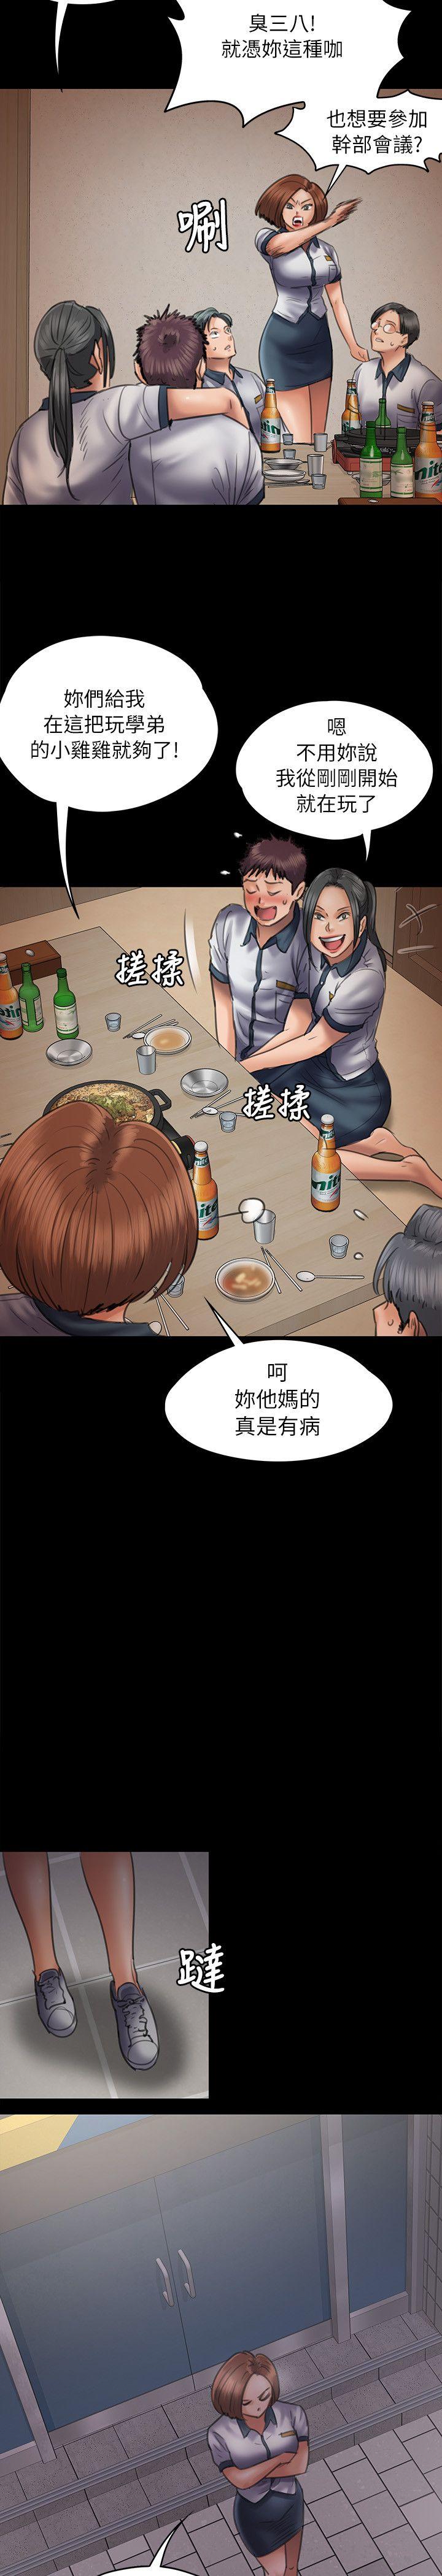 臭三八!
就憑妳這種咖
也想要參加
幹部會議?
唰
妳們給我
在這把玩學弟
的小雞雞就夠了!
嗯
不用妳說
我從剛剛開始
就在玩了
搓揉
搓揉
呵
妳他媽的
真是有病
躂